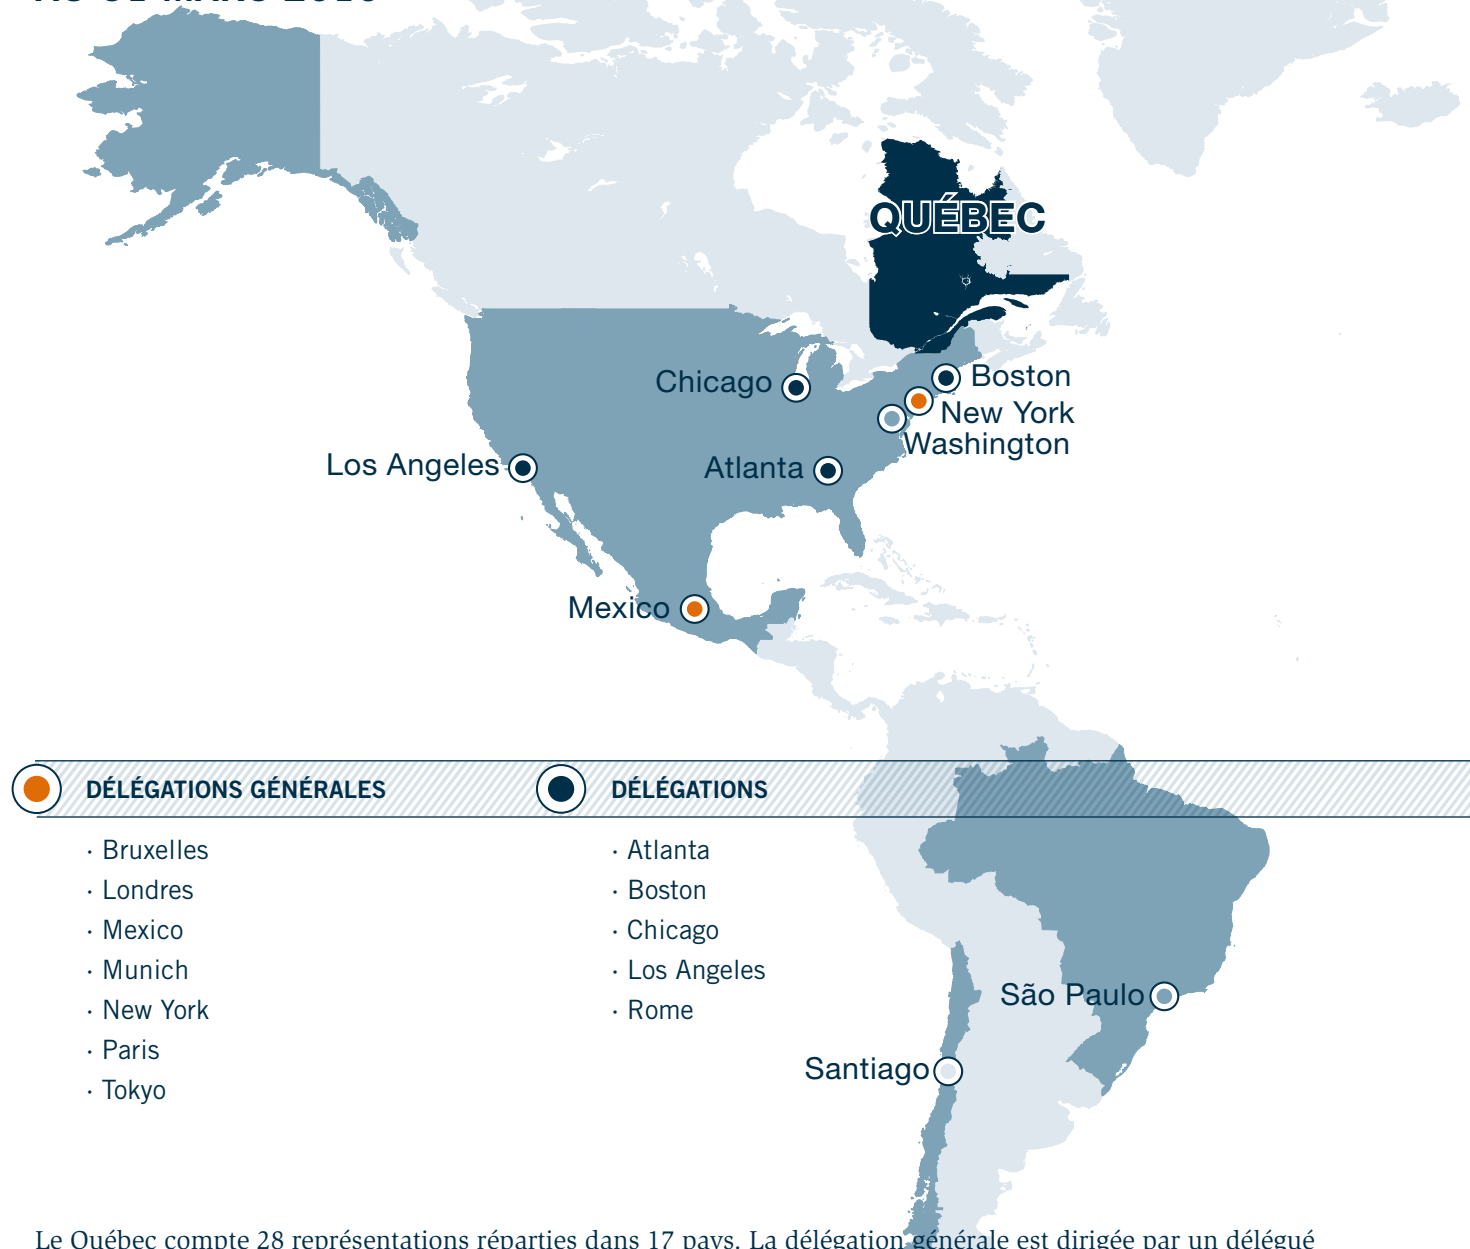 QUÉBEC
Chicago
Boston
New York
Washington
Los Angeles
Atlanta
Mexico
DÉLÉGATIONS GÉNÉRALES
· Bruxelles
· Londres
· Mexico
· Munich
· New York
· Paris
· Tokyo
DÉLÉGATIONS
· Atlanta
· Boston
· Chicago
· Los Angeles
· Rome
São Paulo
Santiago
Le Québec compte 28 représentations réparties dans 17 pays. La délégation générale est dirigée par un délégué